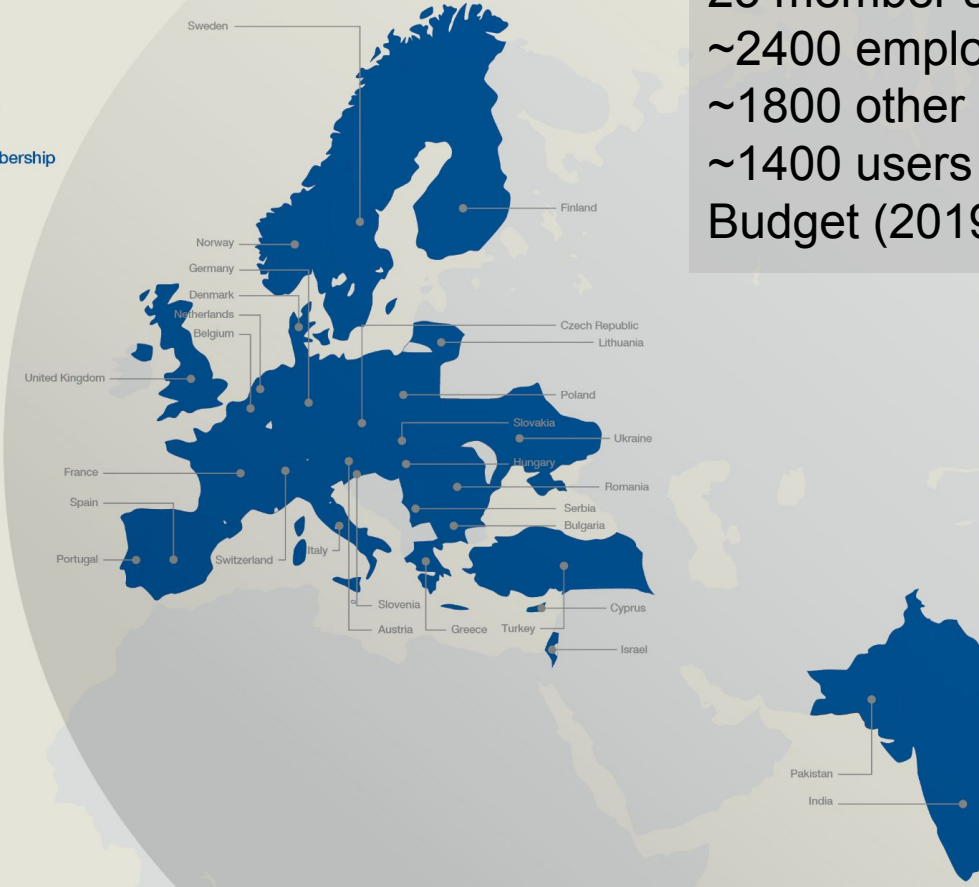 ~2400
~1800 other
~1400 users
Budget
bership
Sweden
Finland
Norway
Germany
Denmark
Netherlands
Belgium
Czech Republic
Lithuania
United Kingdom
Poland
Slovakia
Ukraine
France
Hungary
Romania
Spain
Serbia
Bulgaria
Portugal
Switzerland
Italy
Slovenia
Cyprus
Austria
Greece
Turkey
Israel
Pakistan
India